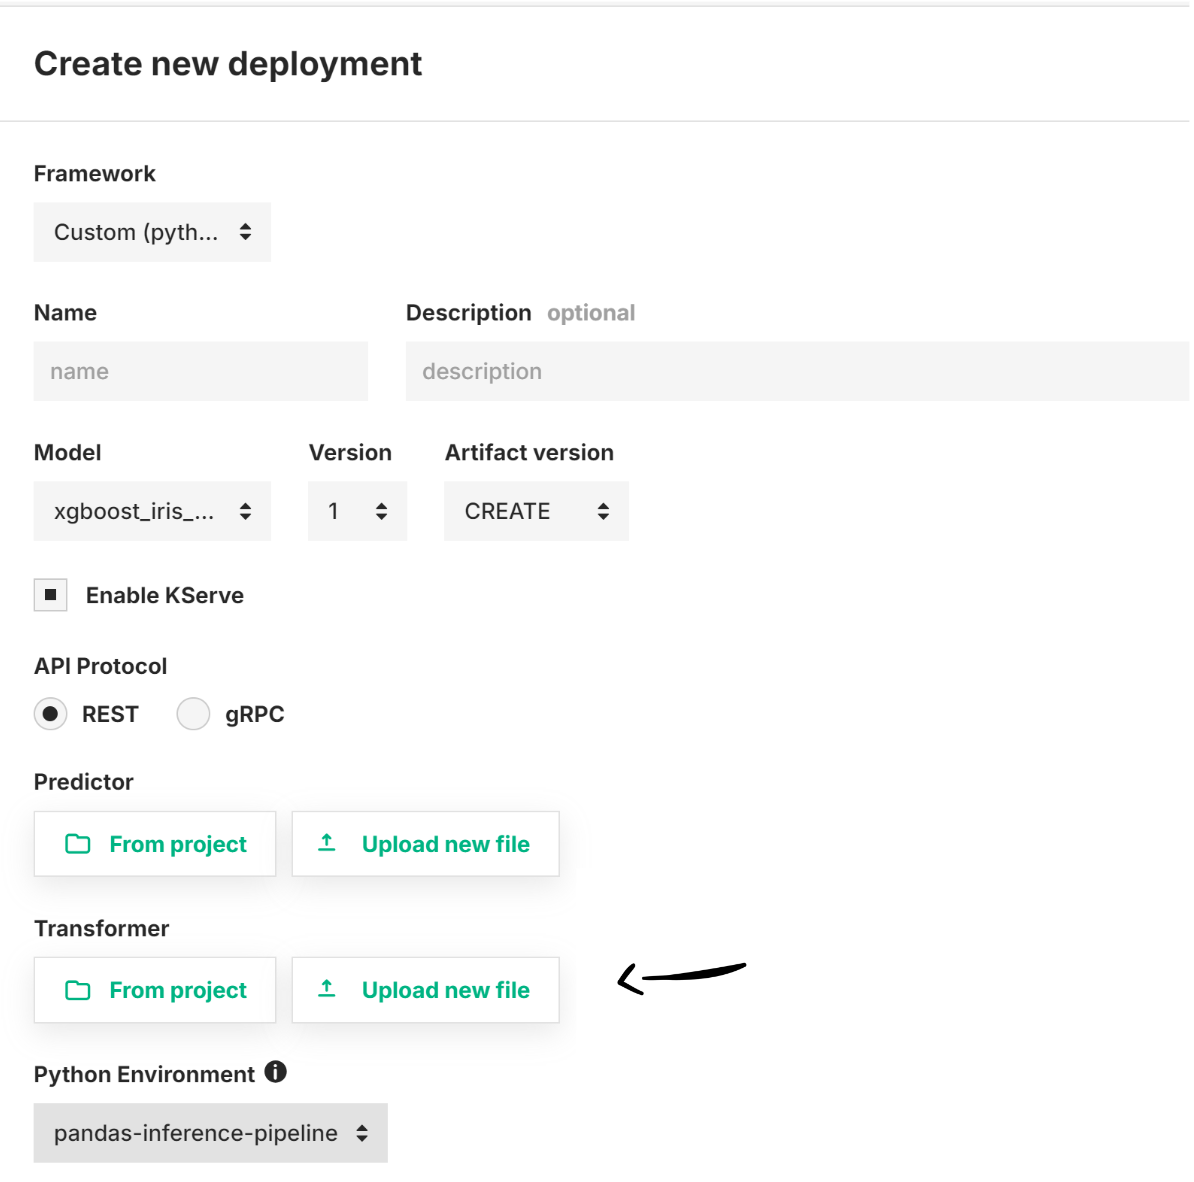 Create new deployment
Framework
Custom (pyth...
Name Description optional
name description
Model Version Artifact version
xgboost_iris_... 1 CREATE
Enable KServe
API Protocol
REST gRPC
Predictor
From project Upload new file
Transformer
From project Upload new file
Python Environment
pandas-inference-pipeline